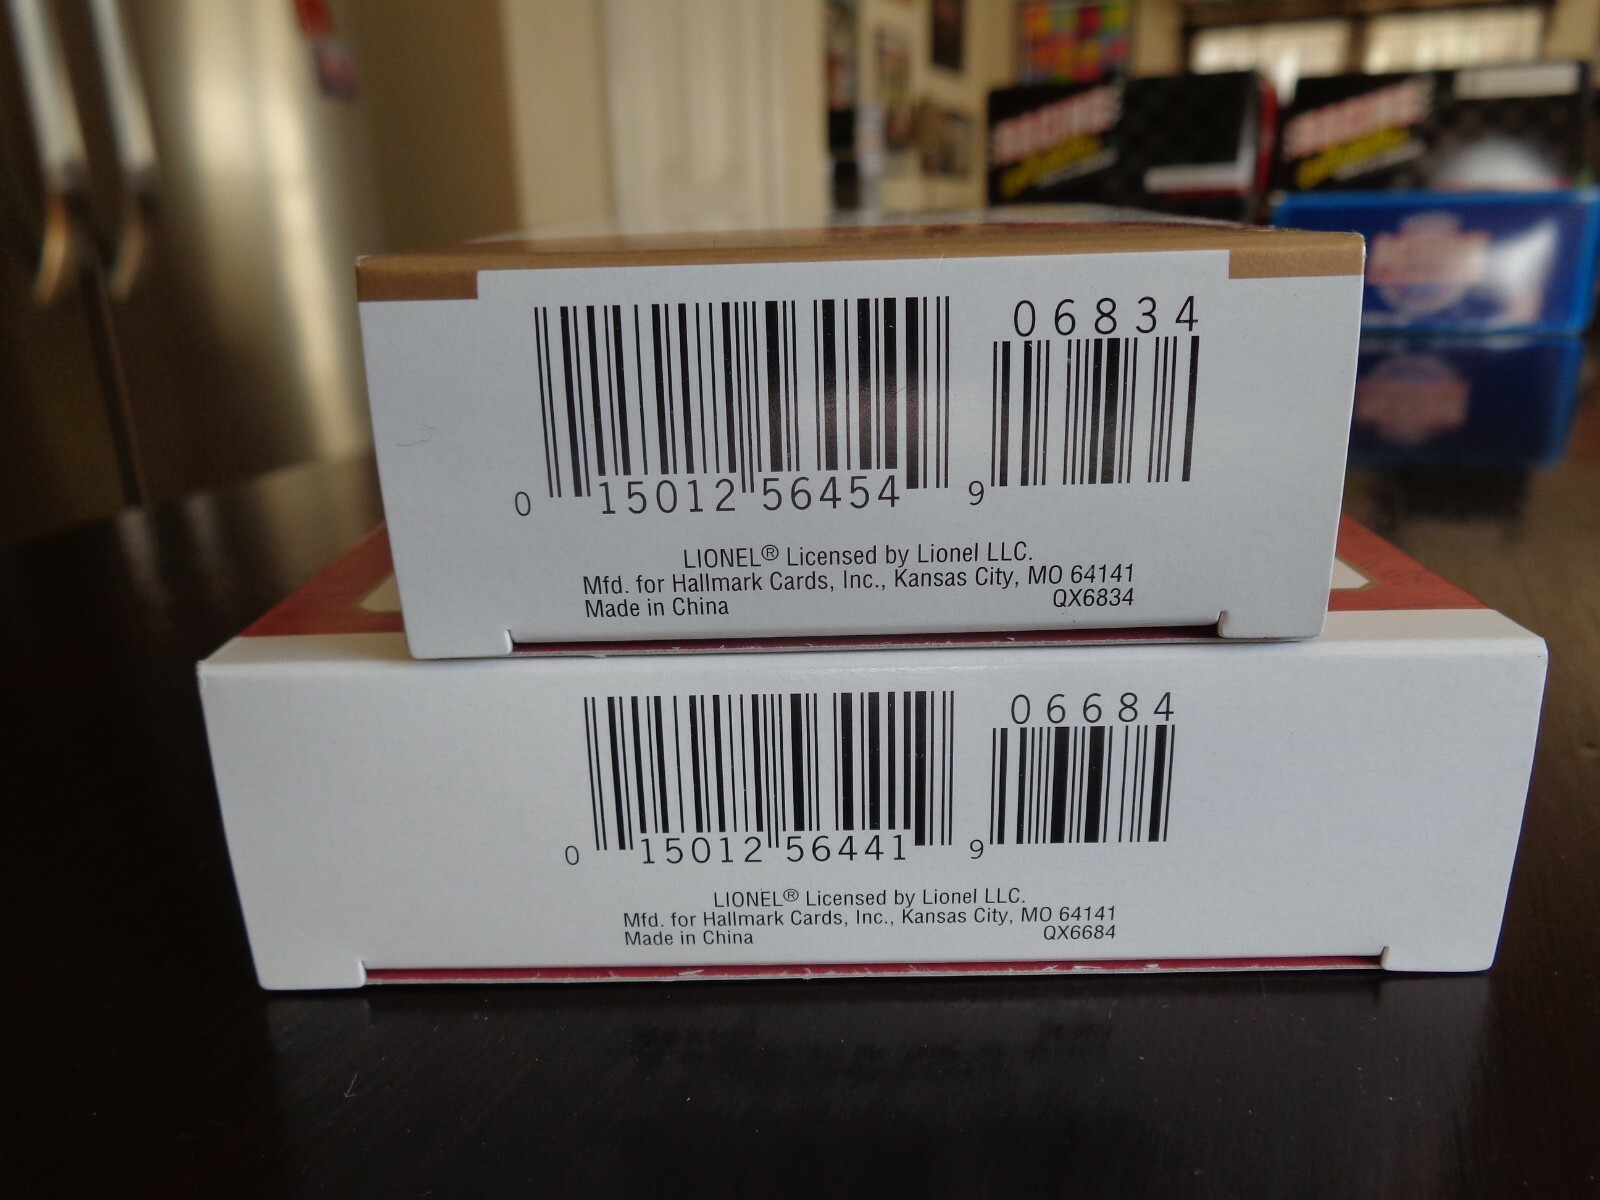 06834
0 15012 56454 9
LIONEL® Licensed by Lionel LLC.
Mfd. for Hallmark Cards, Inc., Kansas City, MO 64141
Made in China QX6834
06684
0 15012 56441 9
LIONEL® Licensed by Lionel LLC.
Mfd. for Hallmark Cards, Inc., Kansas City, MO 64141
Made in China QX6684